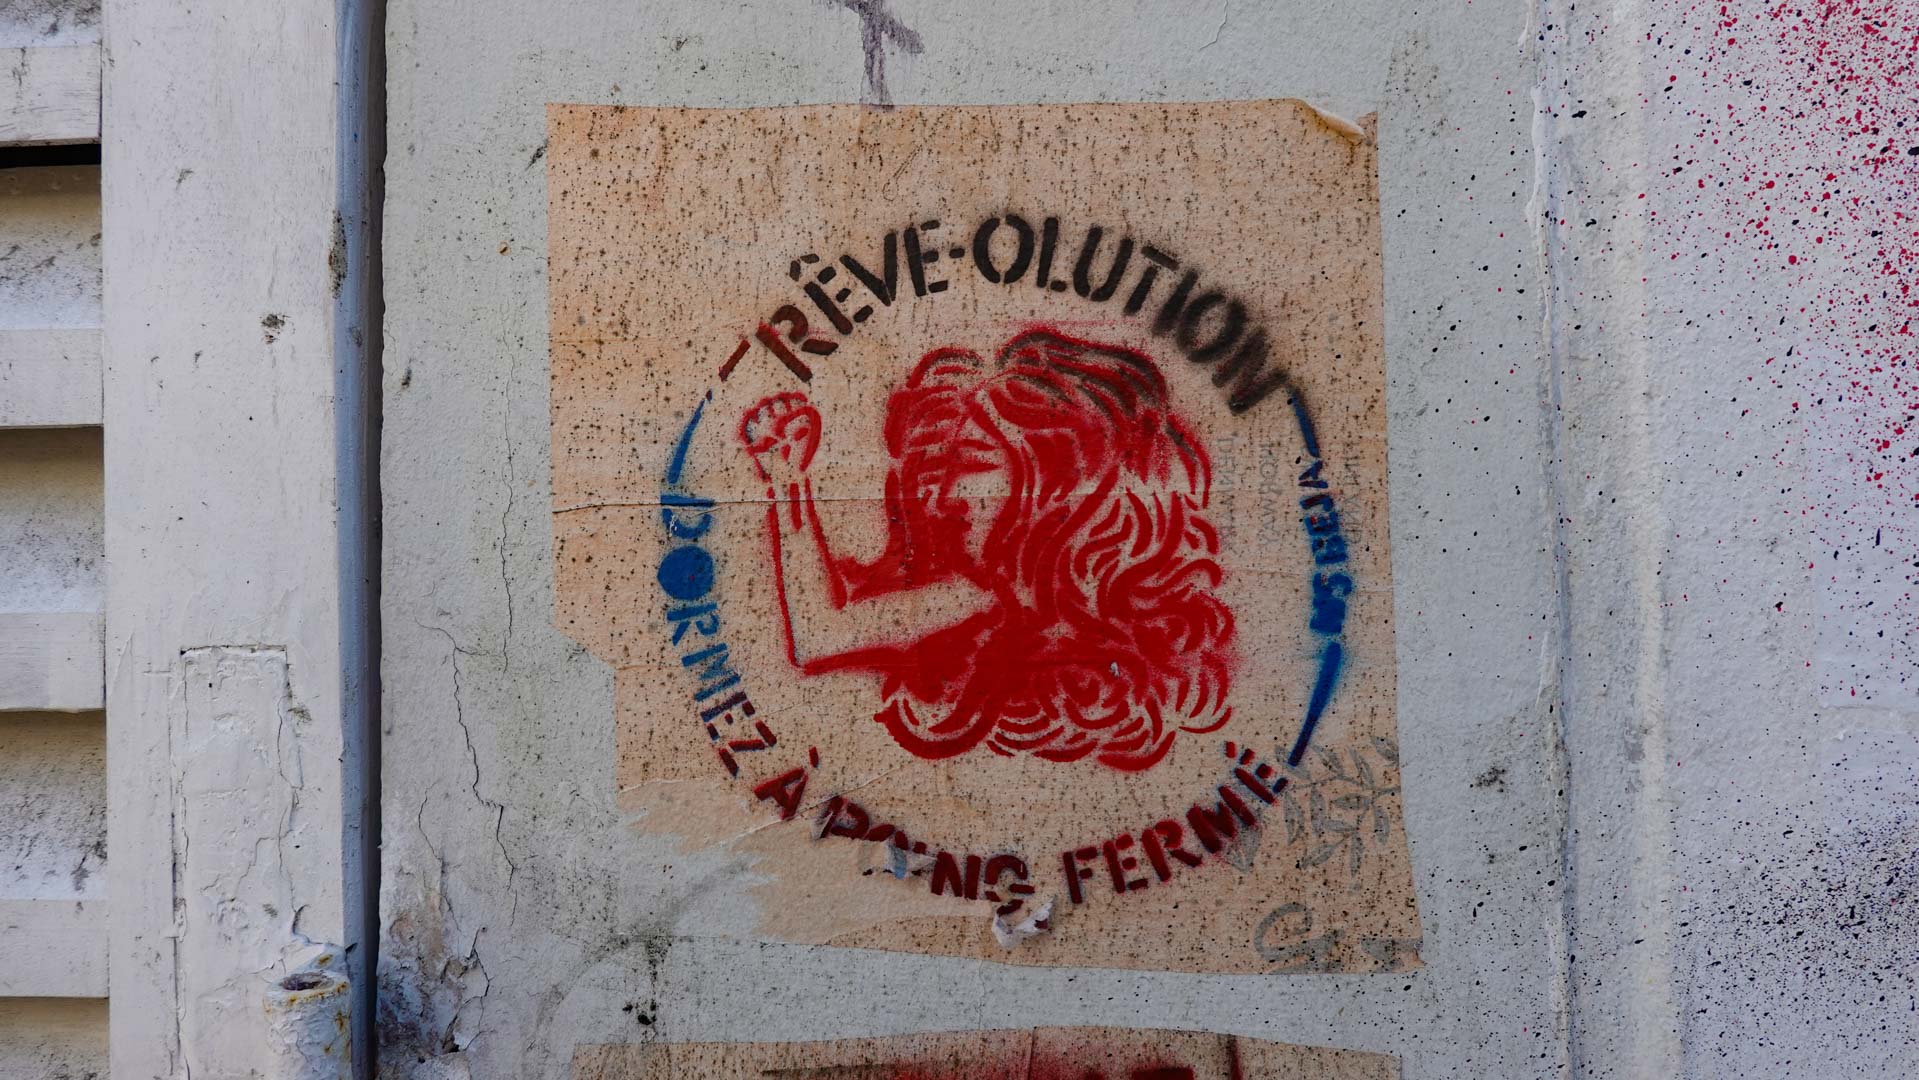 RÊVE-OLUTION
DORMEZ À POING FERMÉ